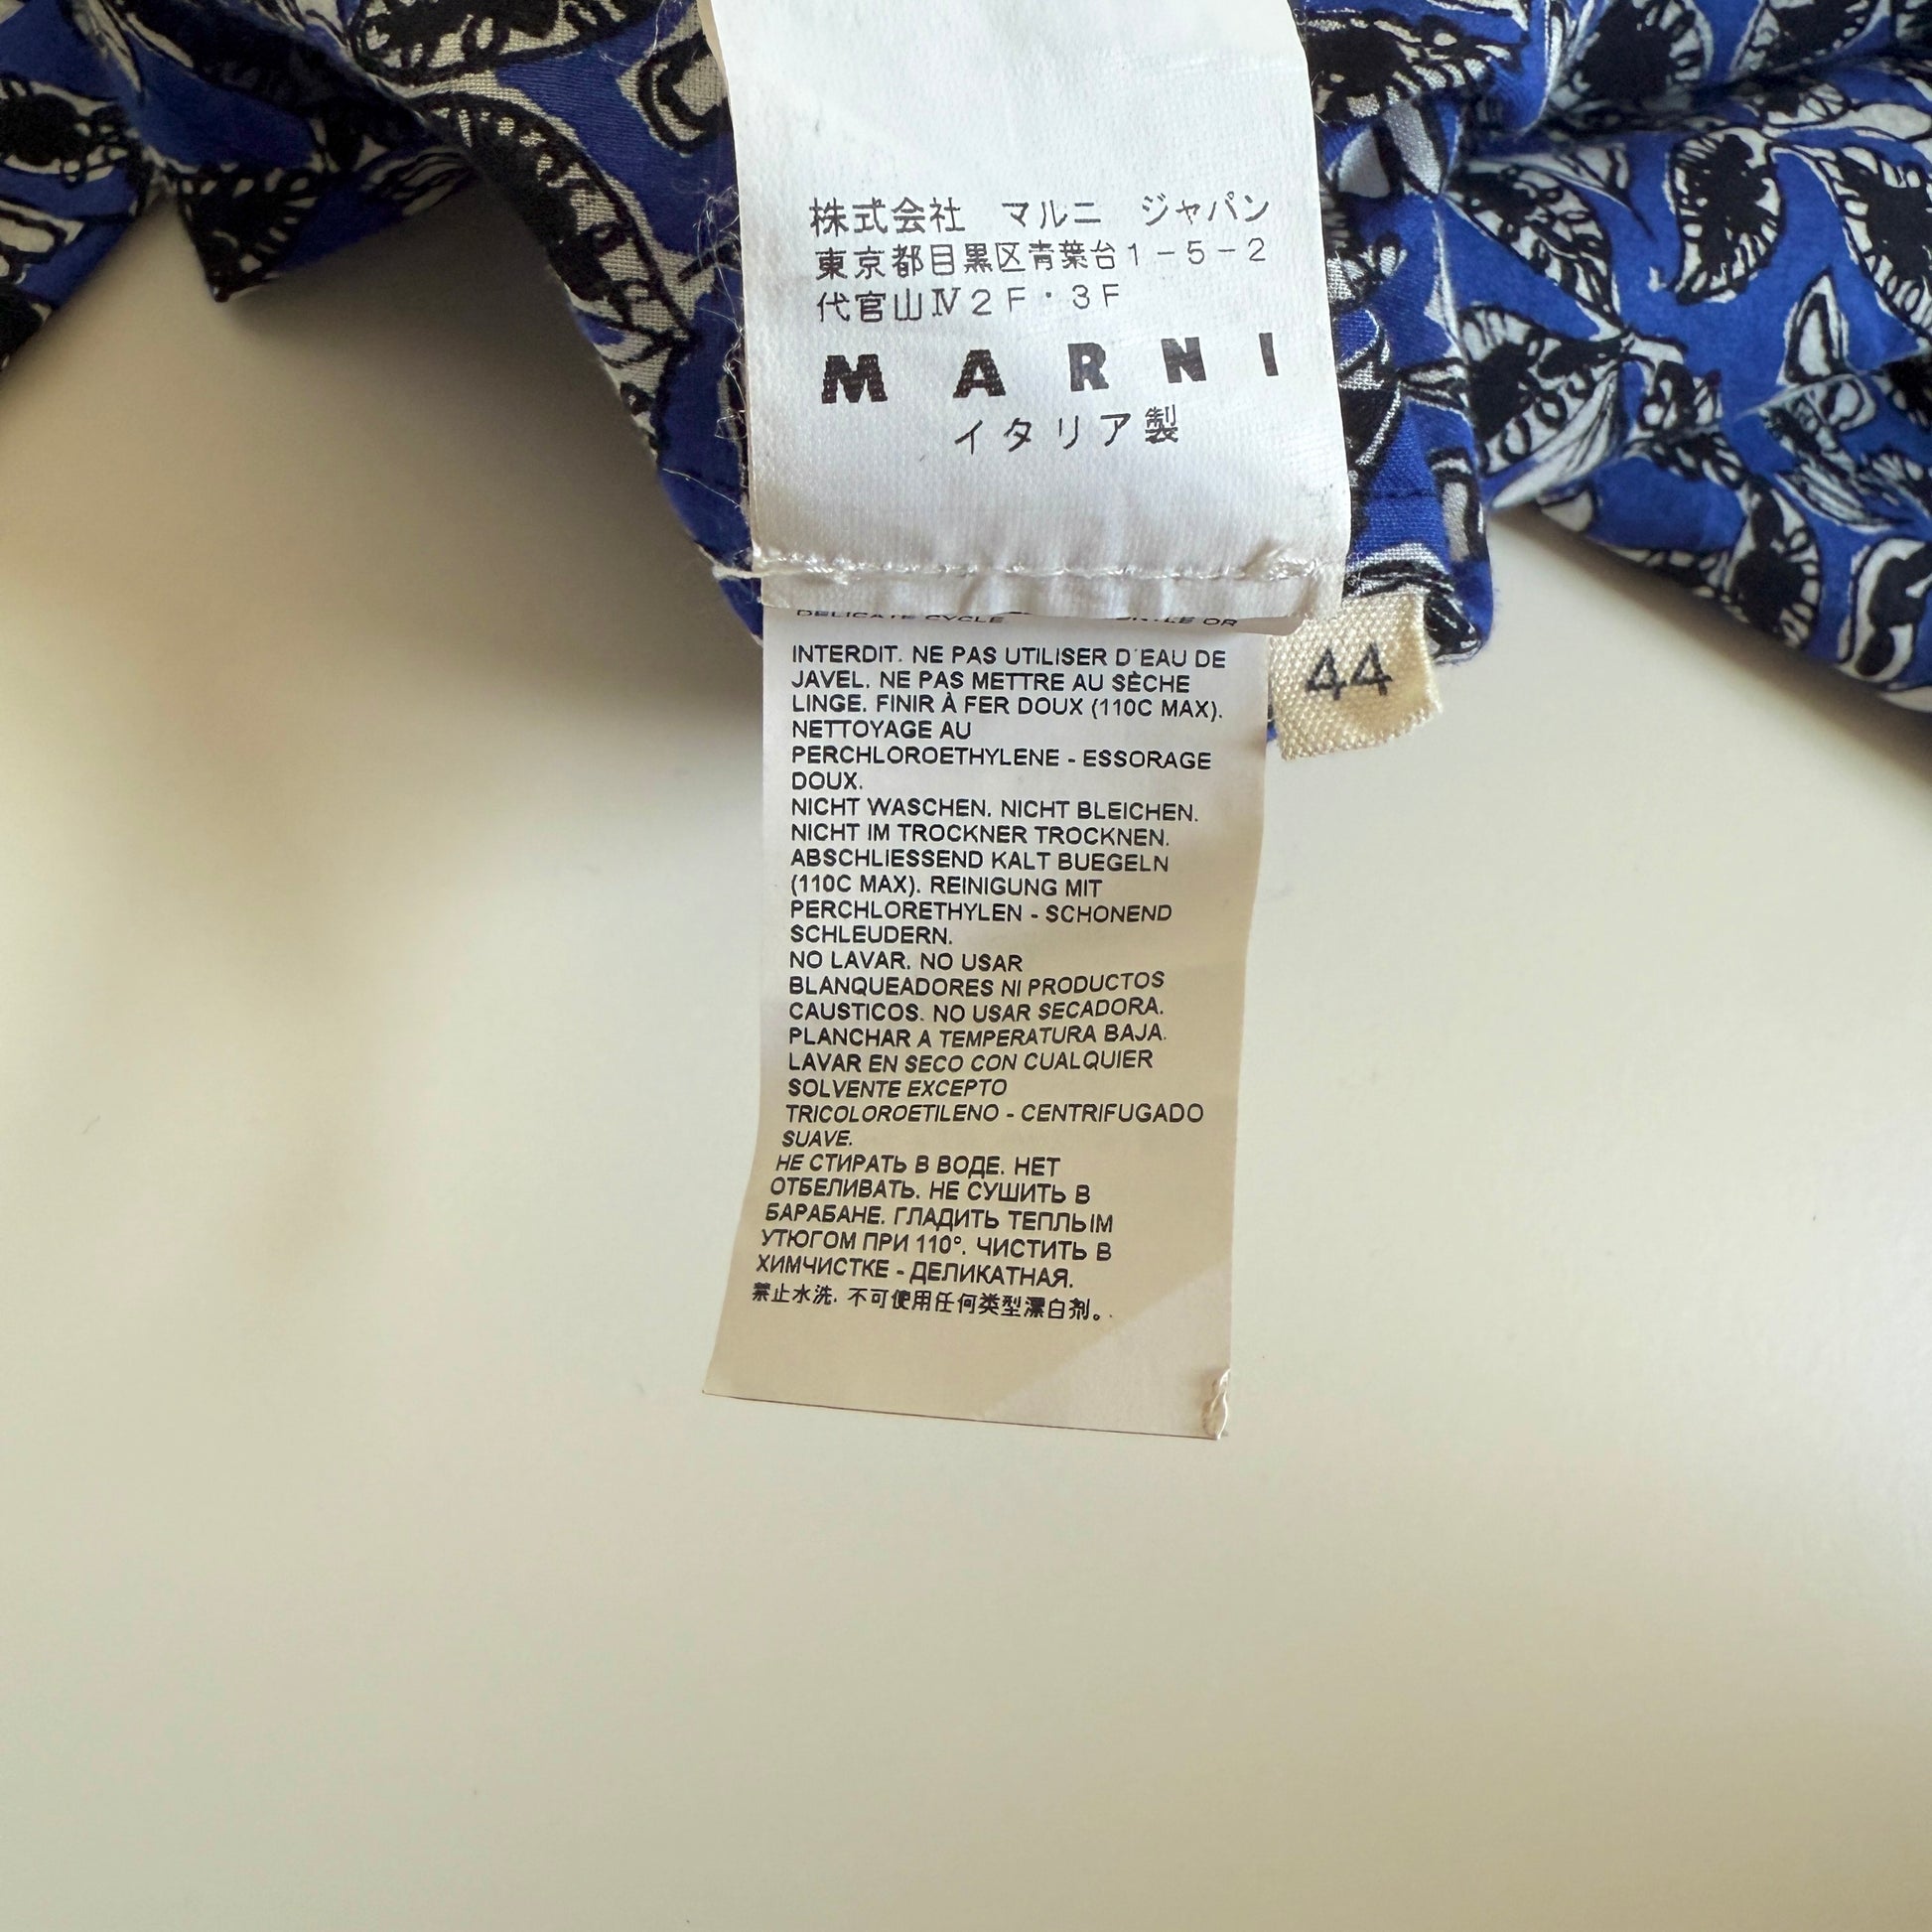 株式会社　マルニ　ジャパン
東京都目黒区青葉台1-5-2
代官山Ⅳ2F・3F
MARNI
イタリア製
DELICATE CYCLE OR
44
INTERDIT. NE PAS UTILISER D'EAU DE
JAVEL. NE PAS METTRE AU SÈCHE
LINGE. FINIR À FER DOUX (110C MAX).
NETTOYAGE AU
PERCHLOROETHYLENE - ESSORAGE
DOUX.
NICHT WASCHEN. NICHT BLEICHEN.
NICHT IM TROCKNER TROCKNEN.
ABSCHLIESSEND KALT BUEGELN
(110C MAX). REINIGUNG MIT
PERCHLORETHYLEN - SCHONEND
SCHLEUDERN.
NO LAVAR. NO USAR
BLANQUEADORES NI PRODUCTOS
CAUSTICOS. NO USAR SECADORA.
PLANCHAR A TEMPERATURA BAJA.
LAVAR EN SECO CON CUALQUIER
SOLVENTE EXCEPTO
TRICOLOROETILENO - CENTRIFUGADO
SUAVE.
НЕ СТИРАТЬ В ВОДЕ. НЕТ
ОТБЕЛИВАТЬ. НЕ СУШИТЬ В
БАРАБАНЕ. ГЛАДИТЬ ТЕПЛЫМ
УТЮГОМ ПРИ 110°. ЧИСТИТЬ В
ХИМЧИСТКЕ - ДЕЛИКАТНАЯ.
禁止水洗. 不可使用任何类型漂白剂。.